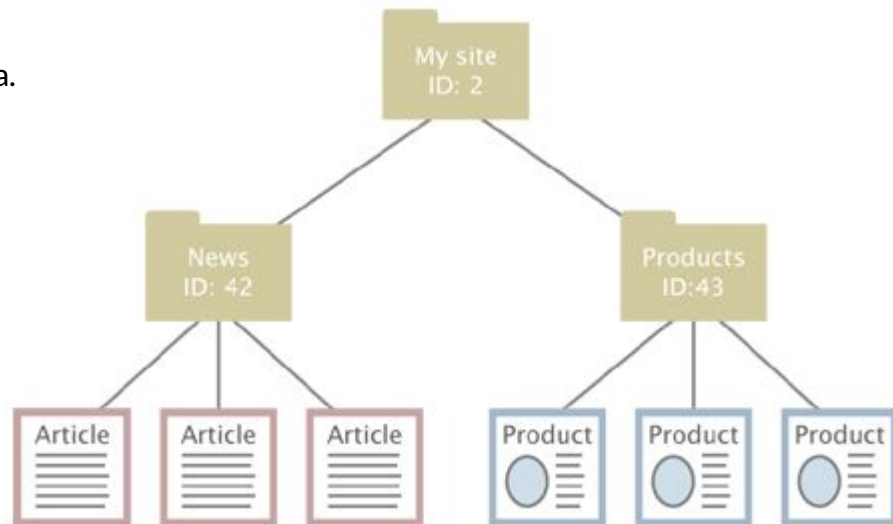 My site
ID: 2
a.
News
ID: 42
Products
ID:43
Article
Article
Article
Product
Product
Product